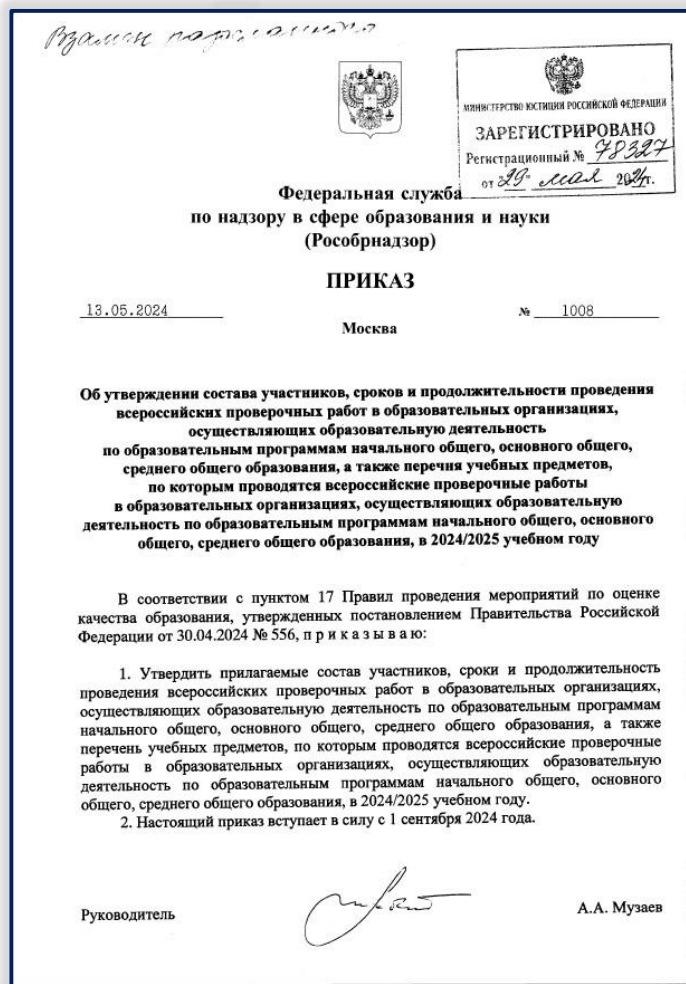 Взамен
МИНИСТЕРСТВО ЮСТИЦИИ РОССИЙСКОЙ ФЕДЕРАЦИИ
ЗАРЕГИСТРИРОВАНО
Регистрационный № 78327
от "29" мая 2024г.
Федеральная служба
по надзору в сфере образования и науки
(Рособрнадзор)
ПРИКАЗ
13.05.2024 № 1008
Москва
Об утверждении состава участников, сроков и продолжительности проведения
всероссийских проверочных работ в образовательных организациях,
осуществляющих образовательную деятельность
по образовательным программам начального общего, основного общего,
среднего общего образования, а также перечня учебных предметов,
по которым проводятся всероссийские проверочные работы
в образовательных организациях, осуществляющих образовательную
деятельность по образовательным программам начального общего, основного
общего, среднего общего образования, в 2024/2025 учебном году
В соответствии с пунктом 17 Правил проведения мероприятий по оценке
качества образования, утвержденных постановлением Правительства Российской
Федерации от 30.04.2024 № 556, п р и к а з ы в а ю:
1. Утвердить прилагаемые состав участников, сроки и продолжительность
проведения всероссийских проверочных работ в образовательных организациях,
осуществляющих образовательную деятельность по образовательным программам
начального общего, основного общего, среднего общего образования, а также
перечень учебных предметов, по которым проводятся всероссийские проверочные
работы в образовательных организациях, осуществляющих образовательную
деятельность по образовательным программам начального общего, основного
общего, среднего общего образования, в 2024/2025 учебном году.
2. Настоящий приказ вступает в силу с 1 сентября 2024 года.
Руководитель А.А. Музаев